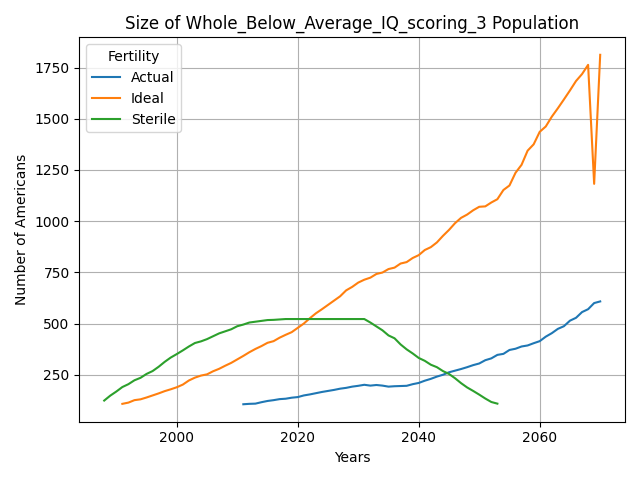 Size of Whole_Below_Average_IQ_scoring_3 Population
Fertility
Actual
Ideal
Sterile
Number of Americans
1750
1500
1250
1000
750
500
250
2000
2020
2040
2060
Years